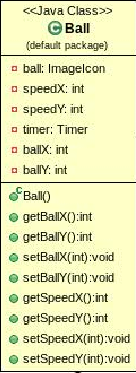 <<Java Class>>
Ball
(default package)
ball: ImageIcon
speedX: int
speedY: int
timer: Timer
ballX: int
ballY: int
Ball()
getBallX():int
getBallY():int
setBallX(int):void
setBallY(int):void
getSpeedX():int
getSpeedY():int
setSpeedX(int):void
setSpeedY(int):void